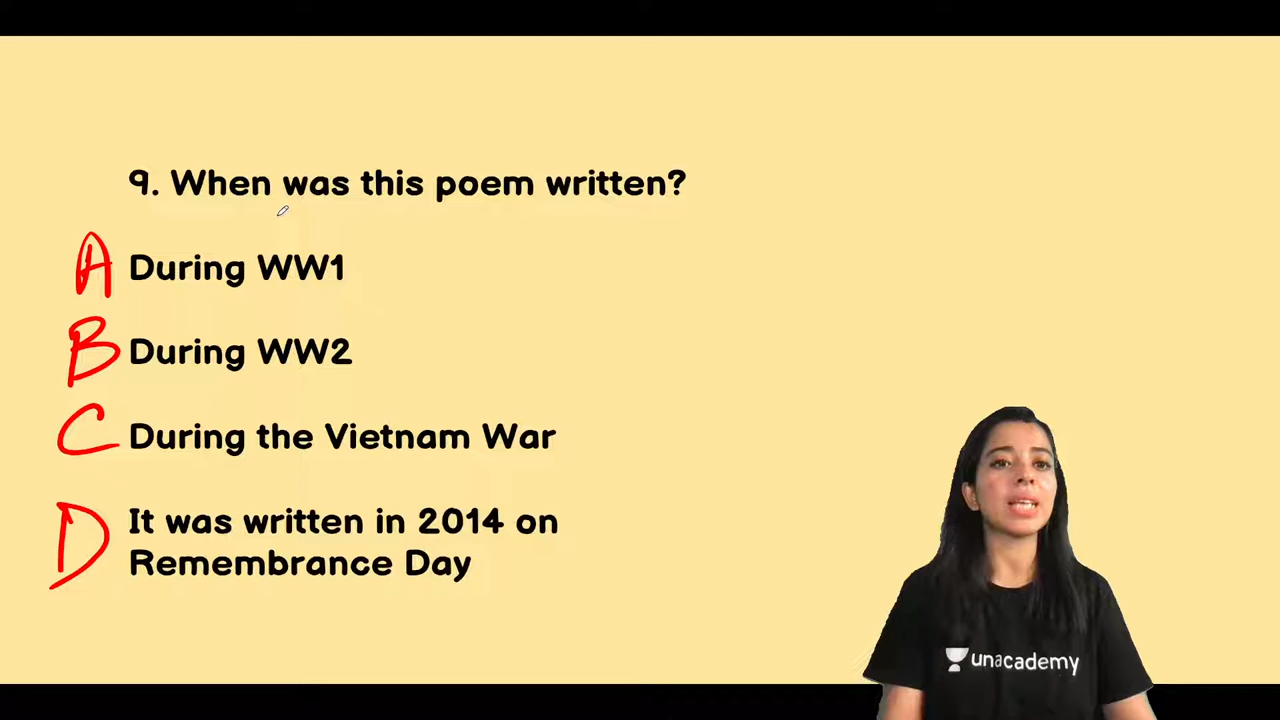 9. When was this poem written?
A During WW1
B During WW2
C During the Vietnam War
D It was written in 2014 on
Remembrance Day
unacademy